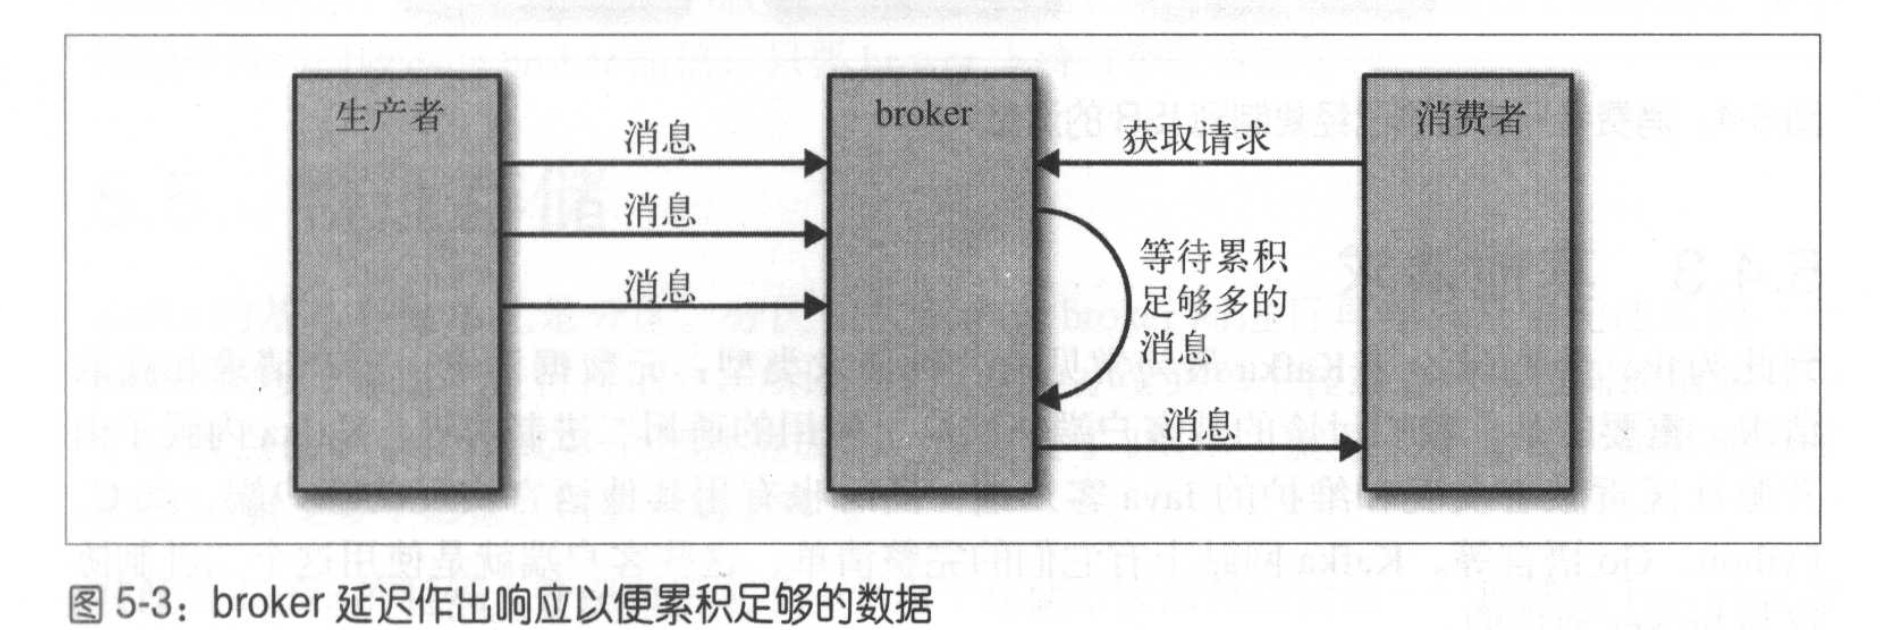 生产者
broker
消费者
消息
消息
消息
获取请求
等待累积
足够多的
消息
消息
图 5-3：broker 延迟作出响应以便累积足够的数据